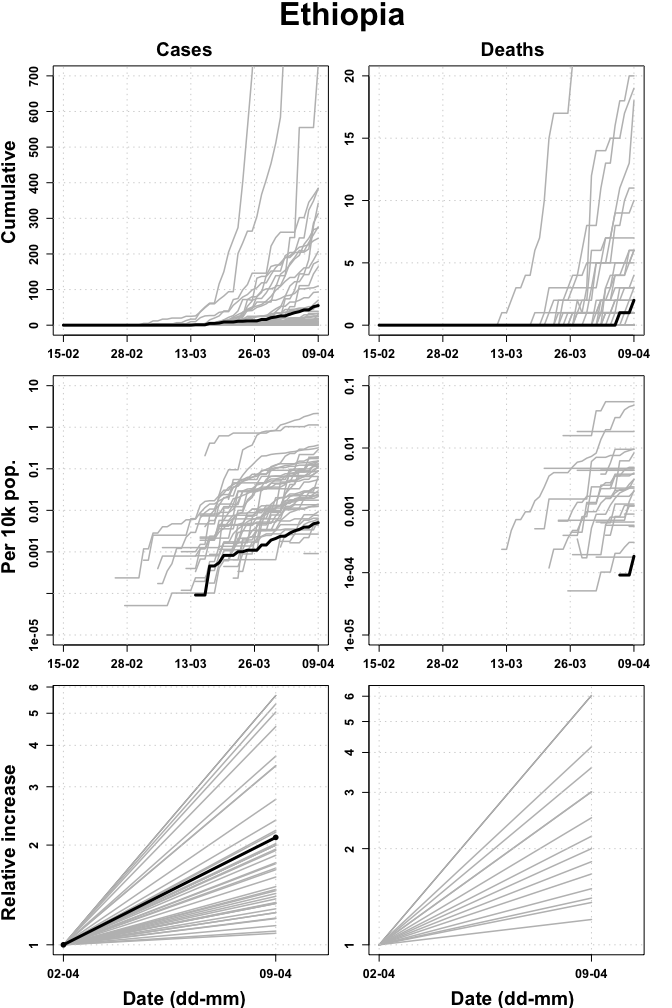 Ethiopia
Cases
Deaths
Cumulative
700
600
500
400
300
200
100
0
15-02 28-02 13-03 26-03 09-04
20
15
10
5
0
15-02 28-02 13-03 26-03 09-04
Per 10k pop.
10
1
0.1
0.01
0.001
1e-05
15-02 28-02 13-03 26-03 09-04
0.1
0.01
0.001
1e-04
1e-05
15-02 28-02 13-03 26-03 09-04
Relative increase
6
5
4
3
2
1
02-04 09-04
Date (dd-mm)
6
5
4
3
2
1
02-04 09-04
Date (dd-mm)